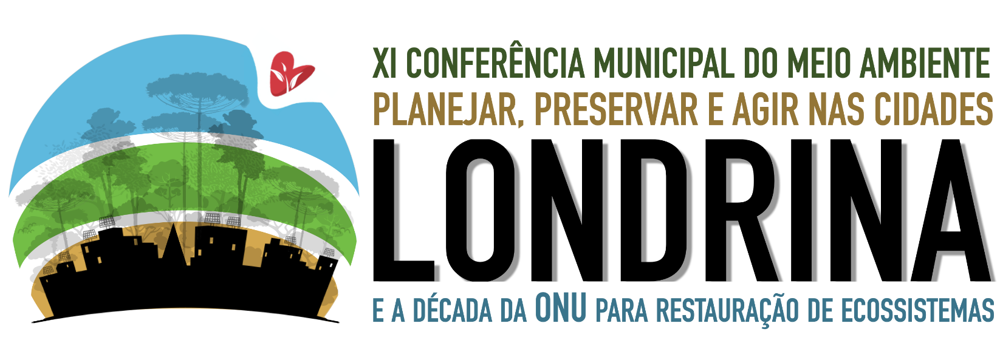 XI CONFERÊNCIA MUNICIPAL DO MEIO AMBIENTE
PLANEJAR, PRESERVAR E AGIR NAS CIDADES
LONDRINA
E A DÉCADA DA ONU PARA RESTAURAÇÃO DE ECOSSISTEMAS